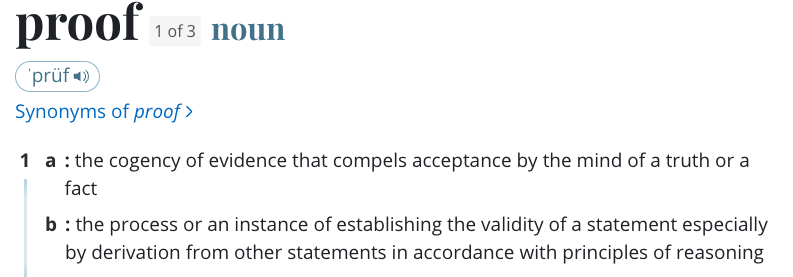 proof 1 of 3 noun
ˈprüf
Synonyms of proof >
1 a : the cogency of evidence that compels acceptance by the mind of a truth or a
fact
b : the process or an instance of establishing the validity of a statement especially
by derivation from other statements in accordance with principles of reasoning